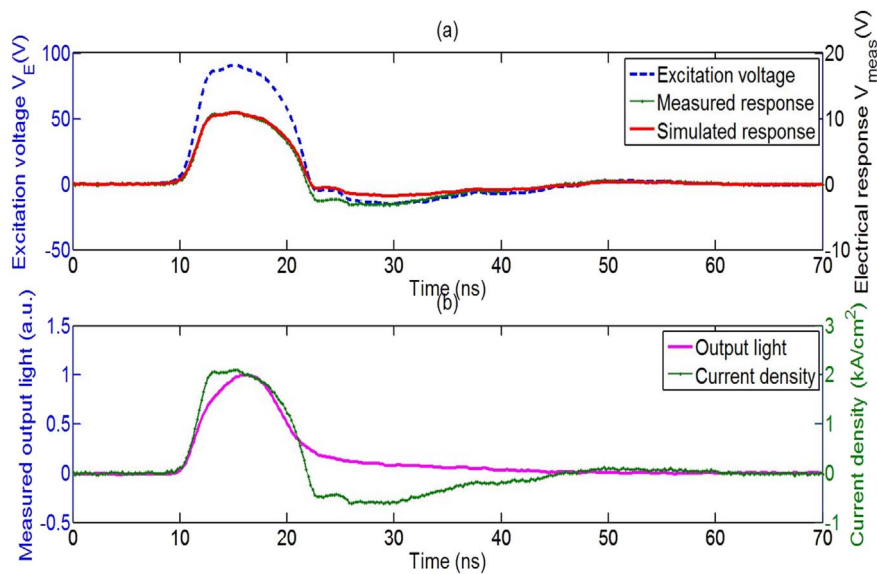 (a)
Excitation voltage V_E(V)
100
50
0
-50
Excitation voltage
Measured response
Simulated response
20
10
0
-10
Electrical response V_meas(V)
0
10
20
30
40
50
60
70
Time (ns)
(b)
Measured output light (a.u.)
1.5
1
0.5
0
-0.5
Output light
Current density
3
2
1
0
-1
Current density (kA/cm²)
0
10
20
30
40
50
60
70
Time (ns)